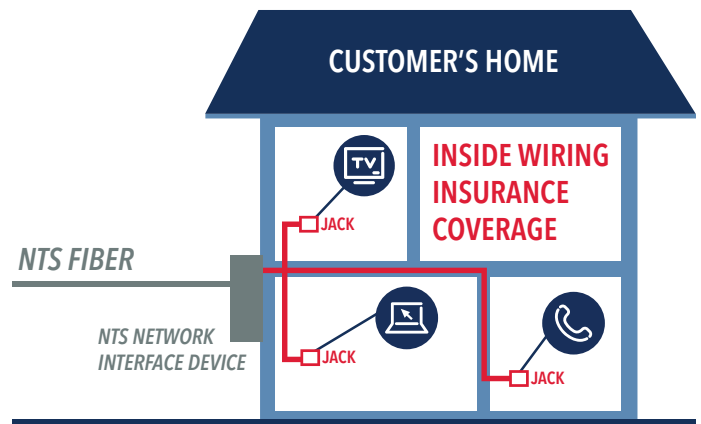 CUSTOMER'S HOME
TV
INSIDE WIRING
INSURANCE
COVERAGE
JACK
NTS FIBER
NTS NETWORK
INTERFACE DEVICE
JACK
JACK